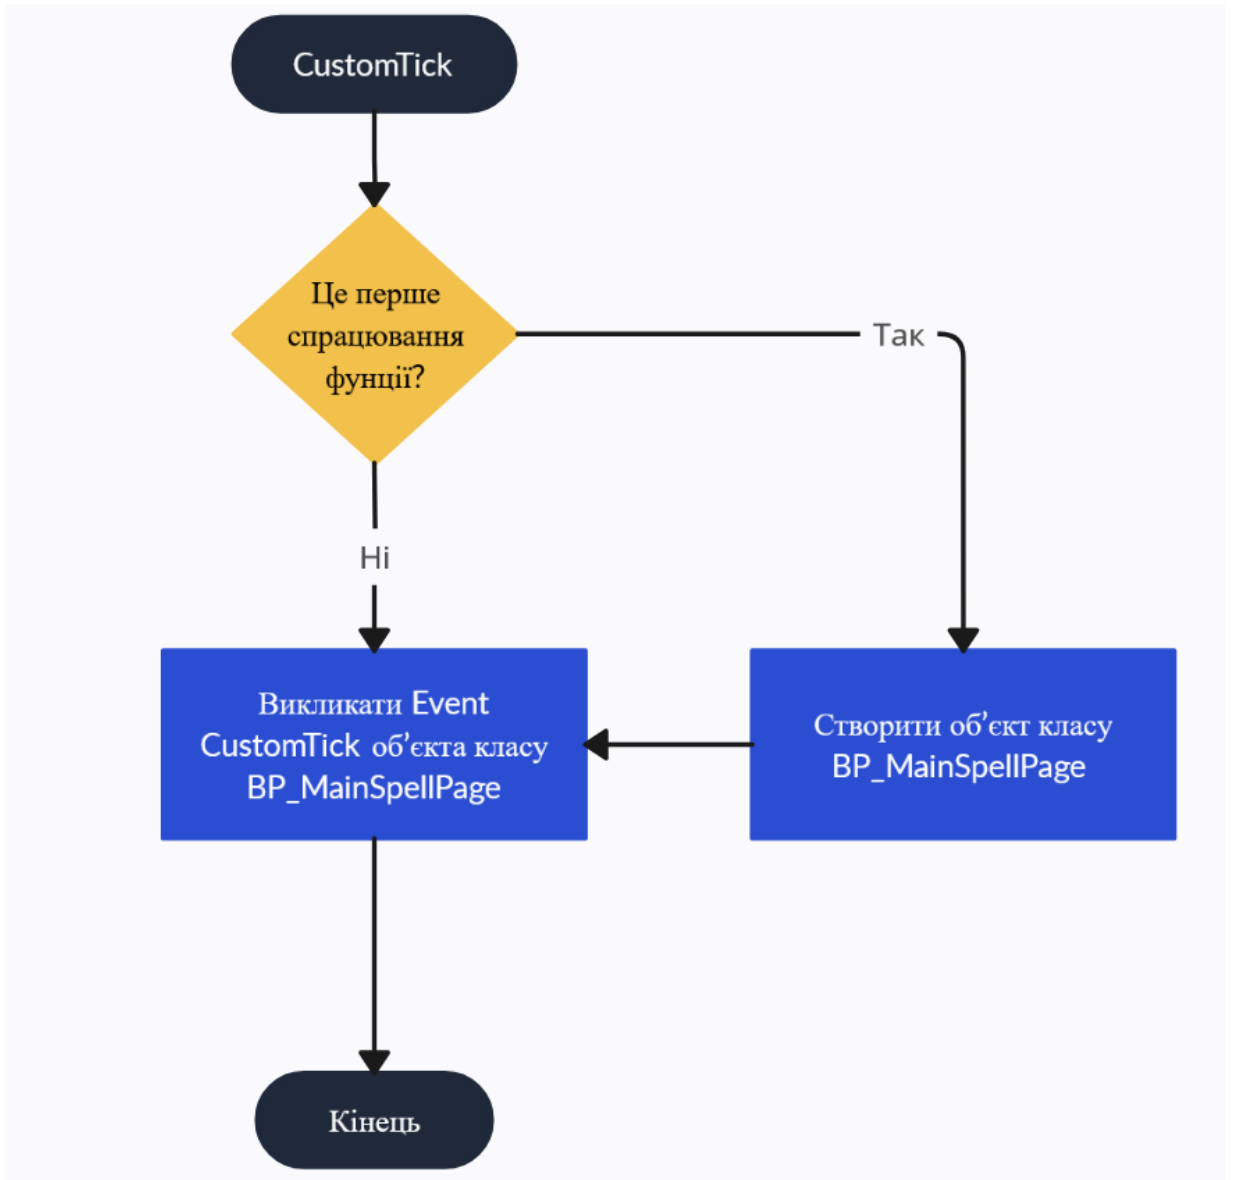 CustomTick
Це перше
спрацювання
фунції?
Так
Ні
Викликати Event
CustomTick об’єкта класу
BP_MainSpellPage
Створити об’єкт класу
BP_MainSpellPage
Кінець